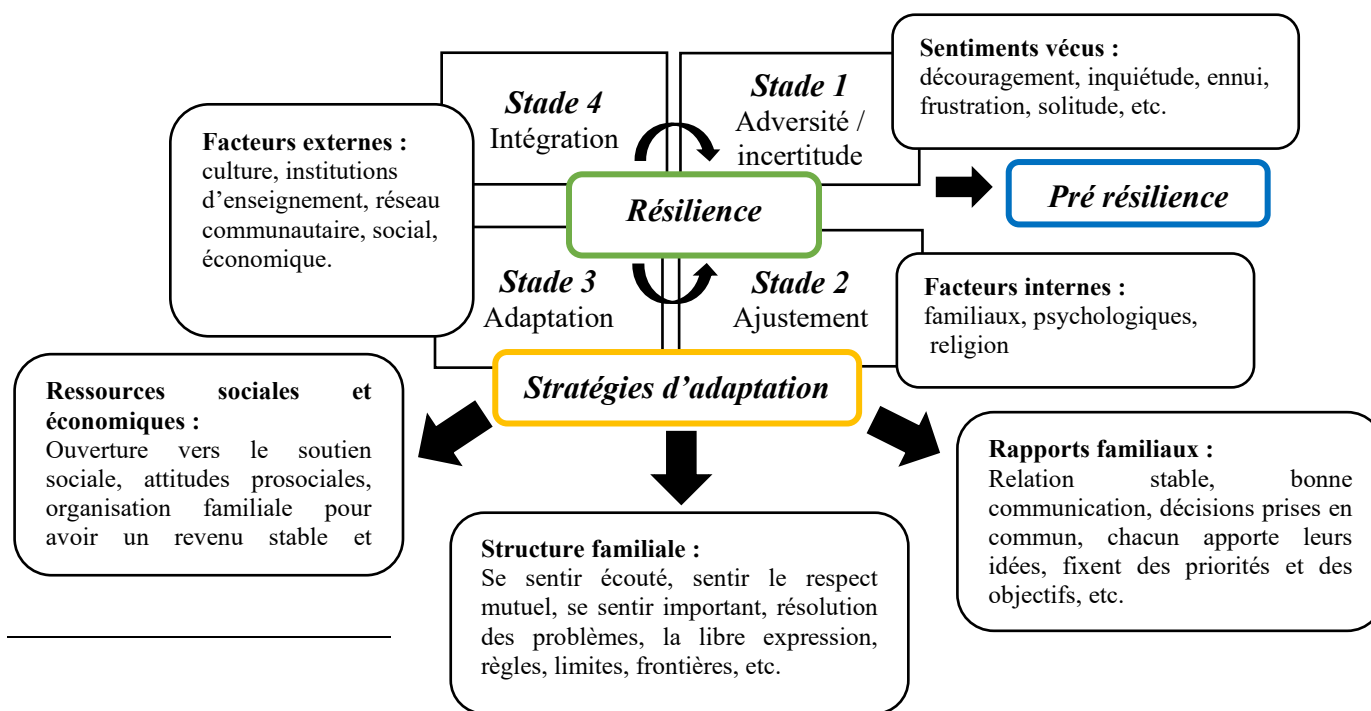 Stade 4
Intégration
Stade 1
Adversité /
incertitude
Sentiments vécus :
découragement, inquiétude, ennui,
frustration, solitude, etc.
Facteurs externes :
culture, institutions
d’enseignement, réseau
communautaire, social,
économique.
Résilience
Pré résilience
Stade 3
Adaptation
Stade 2
Ajustement
Facteurs internes :
familiaux, psychologiques,
religion
Stratégies d’adaptation
Ressources sociales et
économiques :
Ouverture vers le soutien
sociale, attitudes prosociales,
organisation familiale pour
avoir un revenu stable et
Structure familiale :
Se sentir écouté, sentir le respect
mutuel, se sentir important, résolution
des problèmes, la libre expression,
règles, limites, frontières, etc.
Rapports familiaux :
Relation stable, bonne
communication, décisions prises en
commun, chacun apporte leurs
idées, fixent des priorités et des
objectifs, etc.